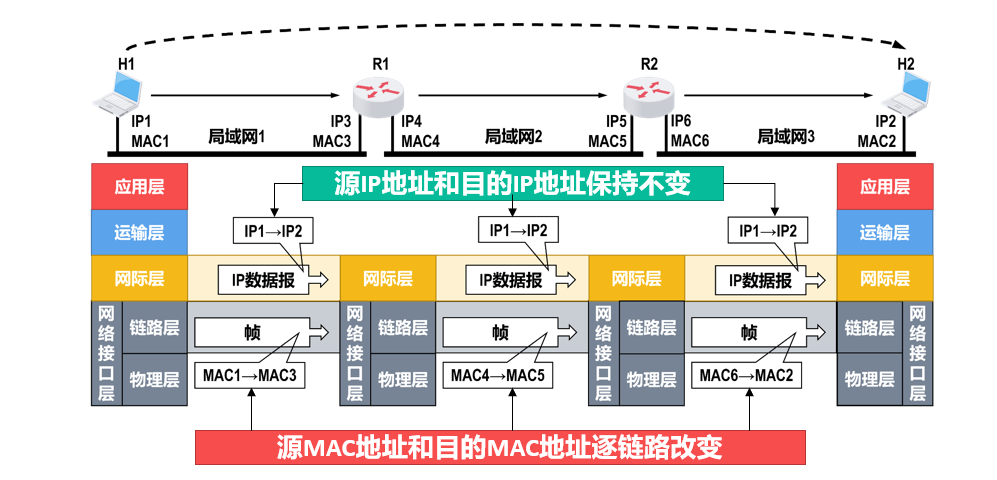 H1
R1
R2
H2
IP1
MAC1
局域网1
IP3
MAC3
IP4
MAC4
局域网2
IP5
MAC5
IP6
MAC6
局域网3
IP2
MAC2
应用层
源IP地址和目的IP地址保持不变
应用层
运输层
IP1→IP2
IP1→IP2
IP1→IP2
运输层
网际层
IP数据报
网际层
IP数据报
网际层
IP数据报
网际层
网络接口层
链路层
帧
网络接口层
链路层
帧
网络接口层
链路层
帧
链路层
网络接口层
物理层
MAC1→MAC3
物理层
MAC4→MAC5
物理层
MAC6→MAC2
物理层
源MAC地址和目的MAC地址逐链路改变